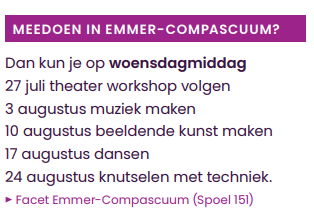 MEEDOEN IN EMMER-COMPASCUUM?
Dan kun je op woensdagmiddag
27 juli theater workshop volgen
3 augustus muziek maken
10 augustus beeldende kunst maken
17 augustus dansen
24 augustus knutselen met techniek.
▸ Facet Emmer-Compascuum (Spoel 151)